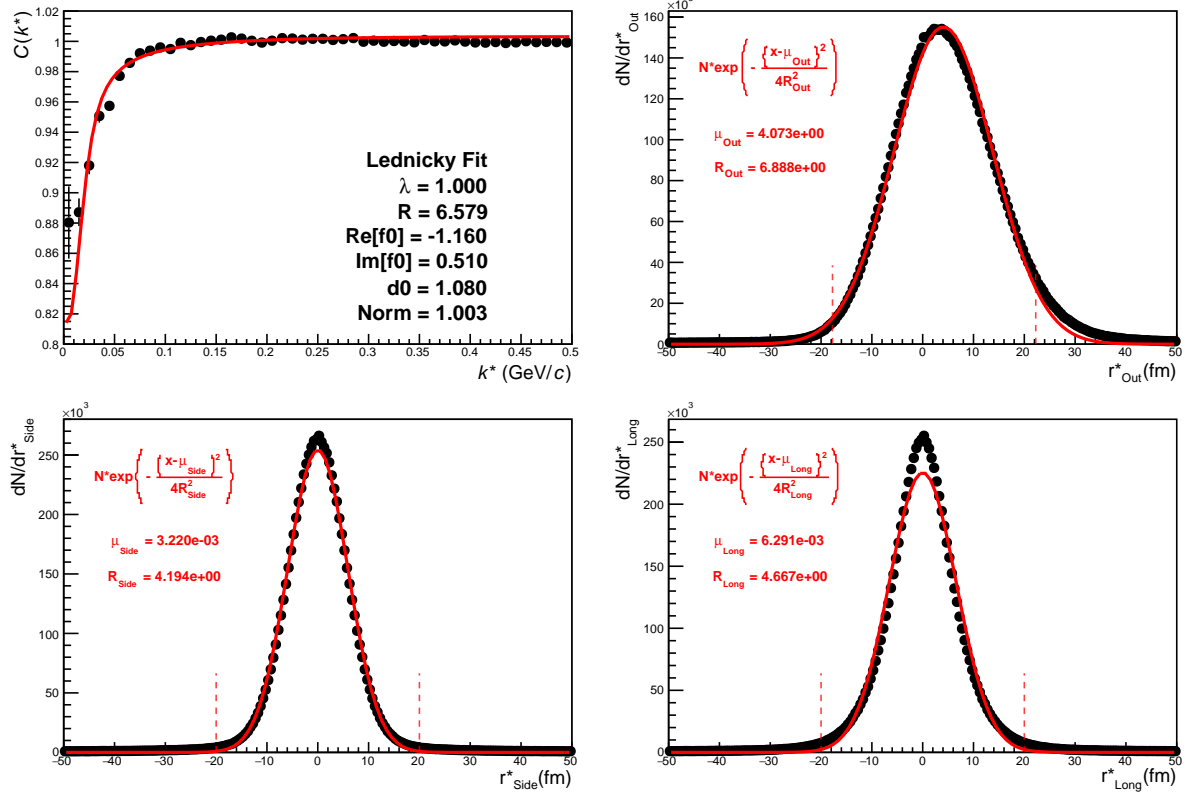 C(k*)
1.02
1
0.98
0.96
0.94
0.92
0.9
0.88
0.86
0.84
0.82
0.8
Lednicky Fit
λ = 1.000
R = 6.579
Re[f0] = -1.160
Im[f0] = 0.510
d0 = 1.080
Norm = 1.003
0 0.05 0.1 0.15 0.2 0.25 0.3 0.35 0.4 0.45 0.5
k* (GeV/c)
dN/dr*Out
160
140
120
100
80
60
40
20
0
N*exp{ - {x-μOut}2 / 4R2Out }
μOut = 4.073e+00
ROut = 6.888e+00
−50 −40 −30 −20 −10 0 10 20 30 40 50
r*Out(fm)
×103
dN/dr*Side
250
200
150
100
50
0
N*exp{ - {x-μSide}2 / 4R2Side }
μSide = 3.220e-03
RSide = 4.194e+00
−50 −40 −30 −20 −10 0 10 20 30 40 50
r*Side(fm)
×103
dN/dr*Long
250
200
150
100
50
0
N*exp{ - {x-μLong}2 / 4R2Long }
μLong = 6.291e-03
RLong = 4.667e+00
−50 −40 −30 −20 −10 0 10 20 30 40 50
r*Long(fm)